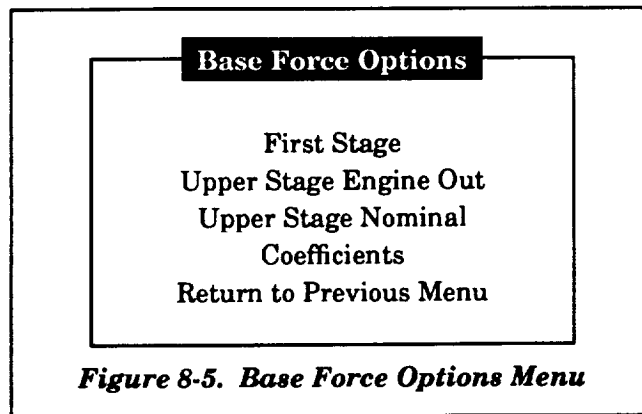 Base Force Options
First Stage
Upper Stage Engine Out
Upper Stage Nominal
Coefficients
Return to Previous Menu
Figure 8-5. Base Force Options Menu